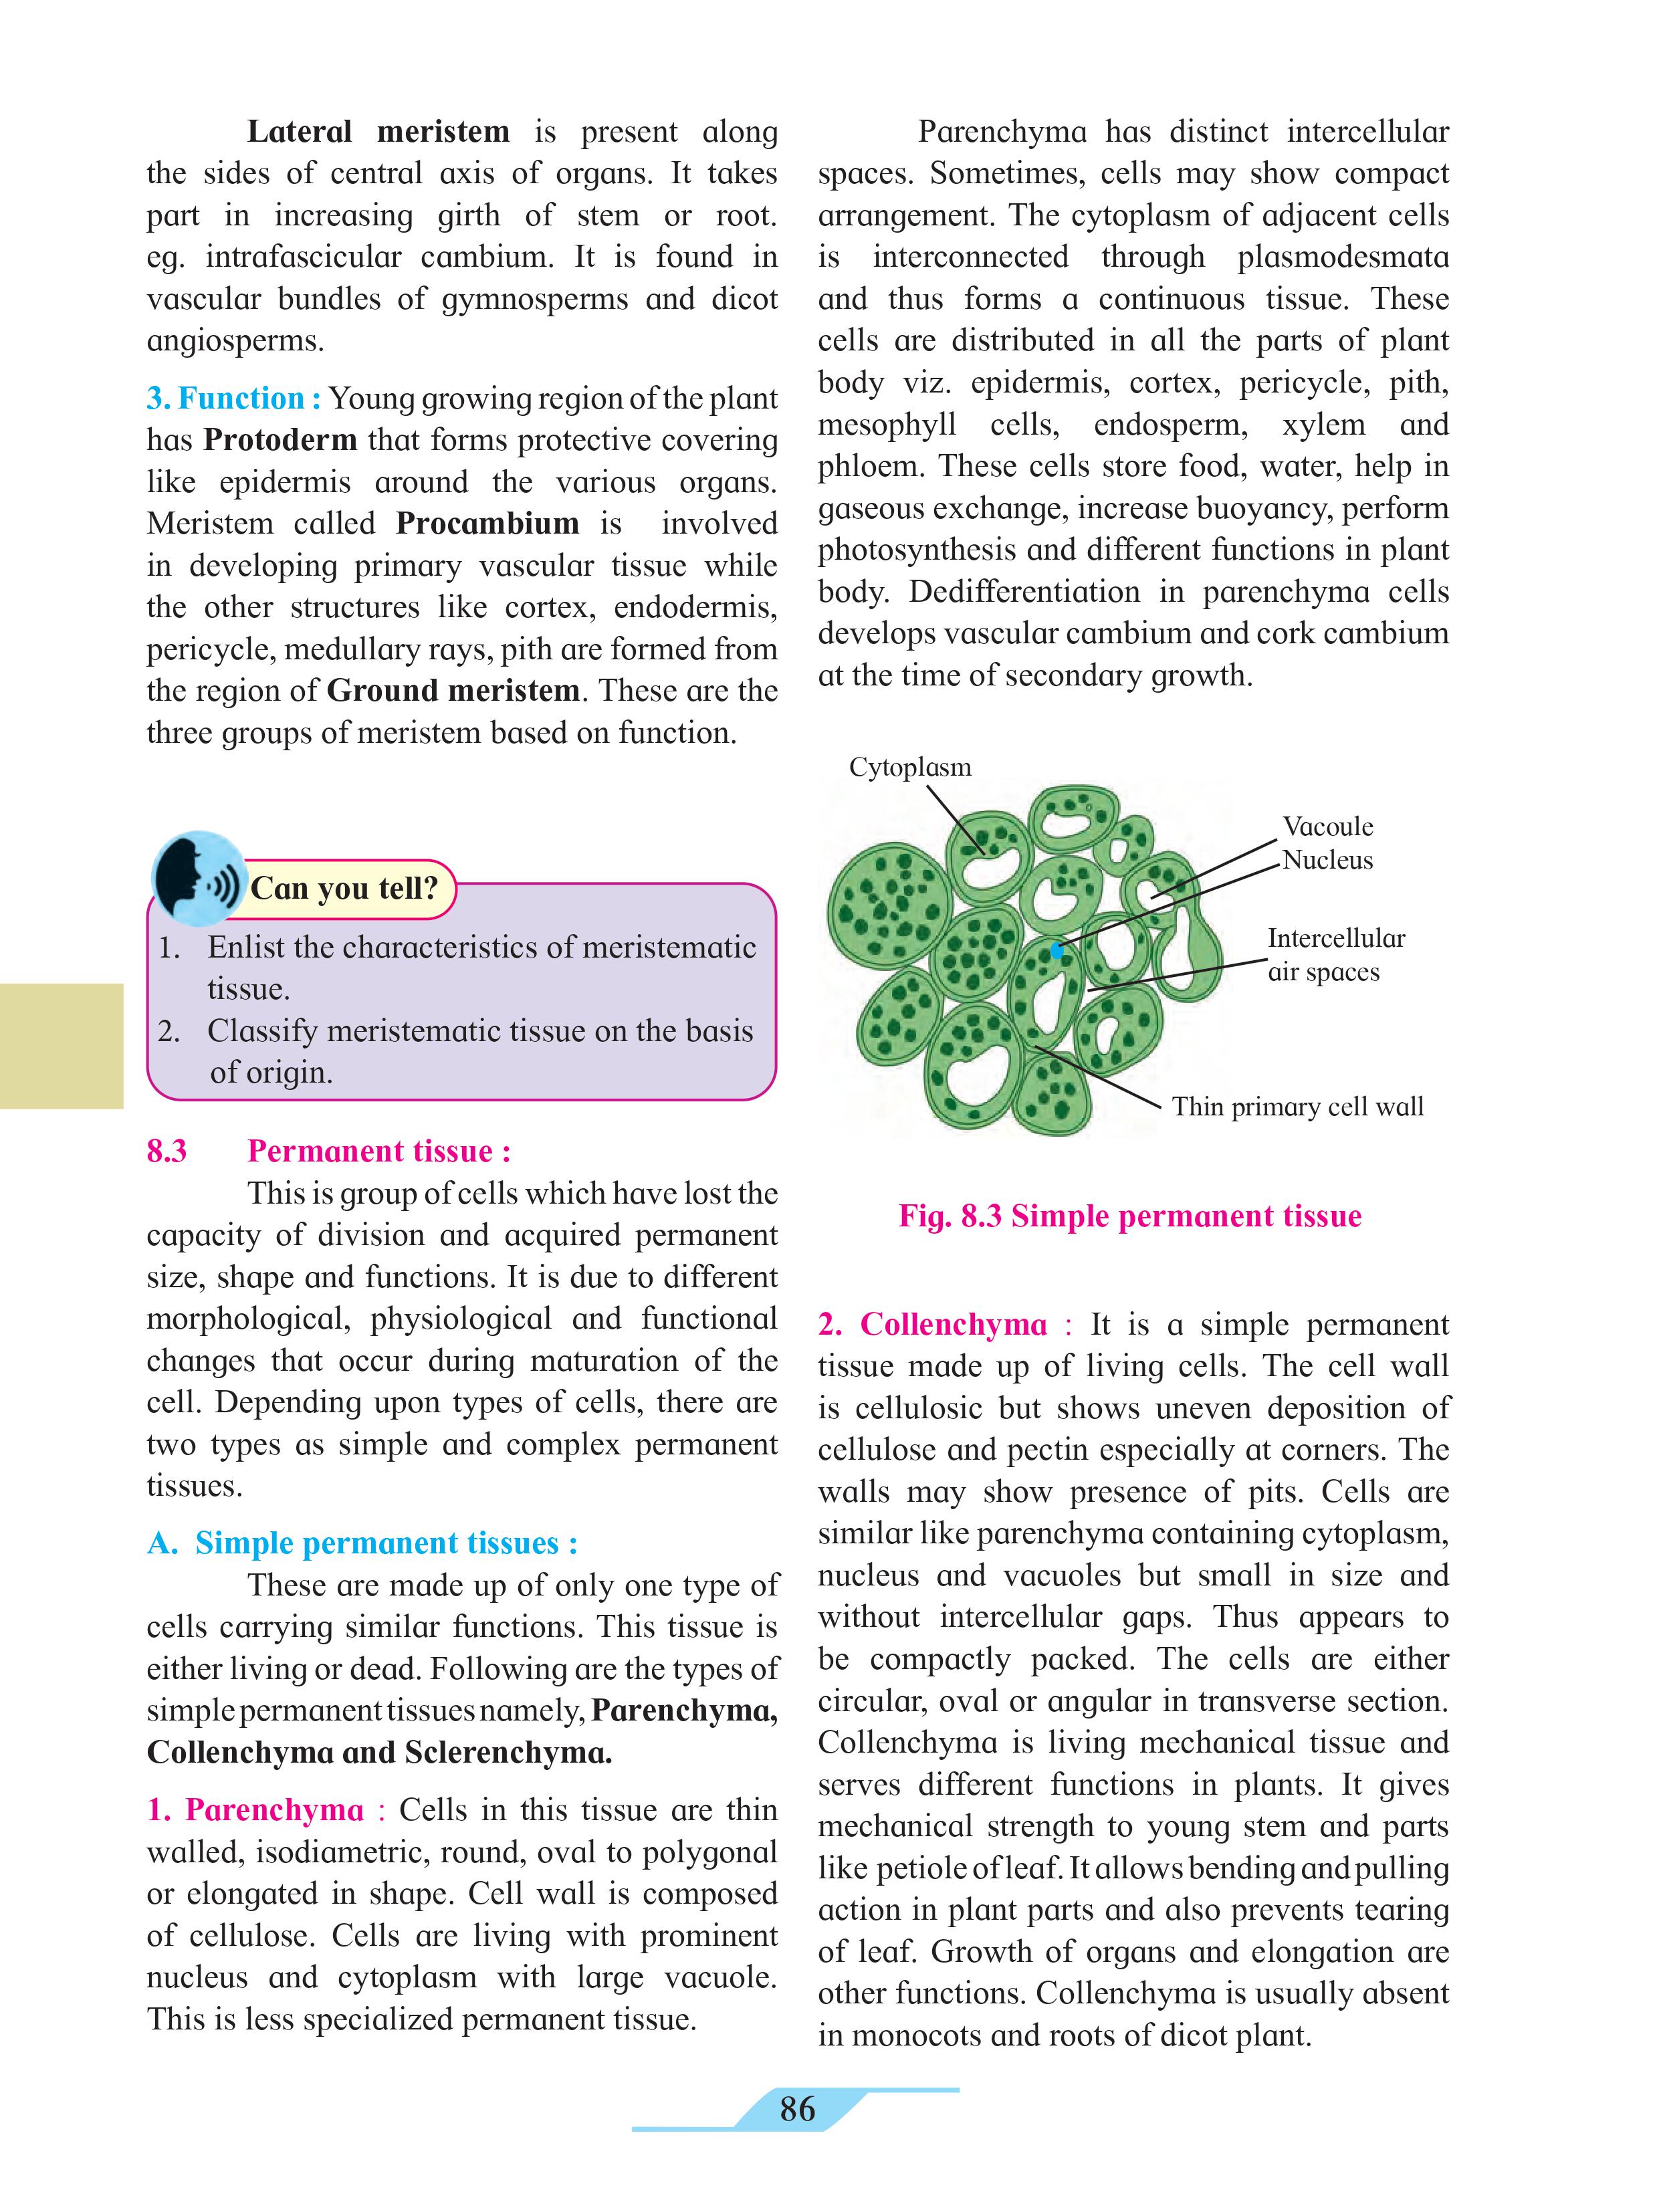 Lateral meristem is present along
the sides of central axis of organs. It takes
part in increasing girth of stem or root.
eg. intrafascicular cambium. It is found in
vascular bundles of gymnosperms and dicot
angiosperms.
3. Function : Young growing region of the plant
has Protoderm that forms protective covering
like epidermis around the various organs.
Meristem called Procambium is involved
in developing primary vascular tissue while
the other structures like cortex, endodermis,
pericycle, medullary rays, pith are formed from
the region of Ground meristem. These are the
three groups of meristem based on function.
Can you tell?
1. Enlist the characteristics of meristematic
tissue.
2. Classify meristematic tissue on the basis
of origin.
8.3 Permanent tissue :
This is group of cells which have lost the
capacity of division and acquired permanent
size, shape and functions. It is due to different
morphological, physiological and functional
changes that occur during maturation of the
cell. Depending upon types of cells, there are
two types as simple and complex permanent
tissues.
A. Simple permanent tissues :
These are made up of only one type of
cells carrying similar functions. This tissue is
either living or dead. Following are the types of
simple permanent tissues namely, Parenchyma,
Collenchyma and Sclerenchyma.
1. Parenchyma : Cells in this tissue are thin
walled, isodiametric, round, oval to polygonal
or elongated in shape. Cell wall is composed
of cellulose. Cells are living with prominent
nucleus and cytoplasm with large vacuole.
This is less specialized permanent tissue.
Parenchyma has distinct intercellular
spaces. Sometimes, cells may show compact
arrangement. The cytoplasm of adjacent cells
is interconnected through plasmodesmata
and thus forms a continuous tissue. These
cells are distributed in all the parts of plant
body viz. epidermis, cortex, pericycle, pith,
mesophyll cells, endosperm, xylem and
phloem. These cells store food, water, help in
gaseous exchange, increase buoyancy, perform
photosynthesis and different functions in plant
body. Dedifferentiation in parenchyma cells
develops vascular cambium and cork cambium
at the time of secondary growth.
Cytoplasm
Vacoule
Nucleus
Intercellular
air spaces
Thin primary cell wall
Fig. 8.3 Simple permanent tissue
2. Collenchyma : It is a simple permanent
tissue made up of living cells. The cell wall
is cellulosic but shows uneven deposition of
cellulose and pectin especially at corners. The
walls may show presence of pits. Cells are
similar like parenchyma containing cytoplasm,
nucleus and vacuoles but small in size and
without intercellular gaps. Thus appears to
be compactly packed. The cells are either
circular, oval or angular in transverse section.
Collenchyma is living mechanical tissue and
serves different functions in plants. It gives
mechanical strength to young stem and parts
like petiole of leaf. It allows bending and pulling
action in plant parts and also prevents tearing
of leaf. Growth of organs and elongation are
other functions. Collenchyma is usually absent
in monocots and roots of dicot plant.
86